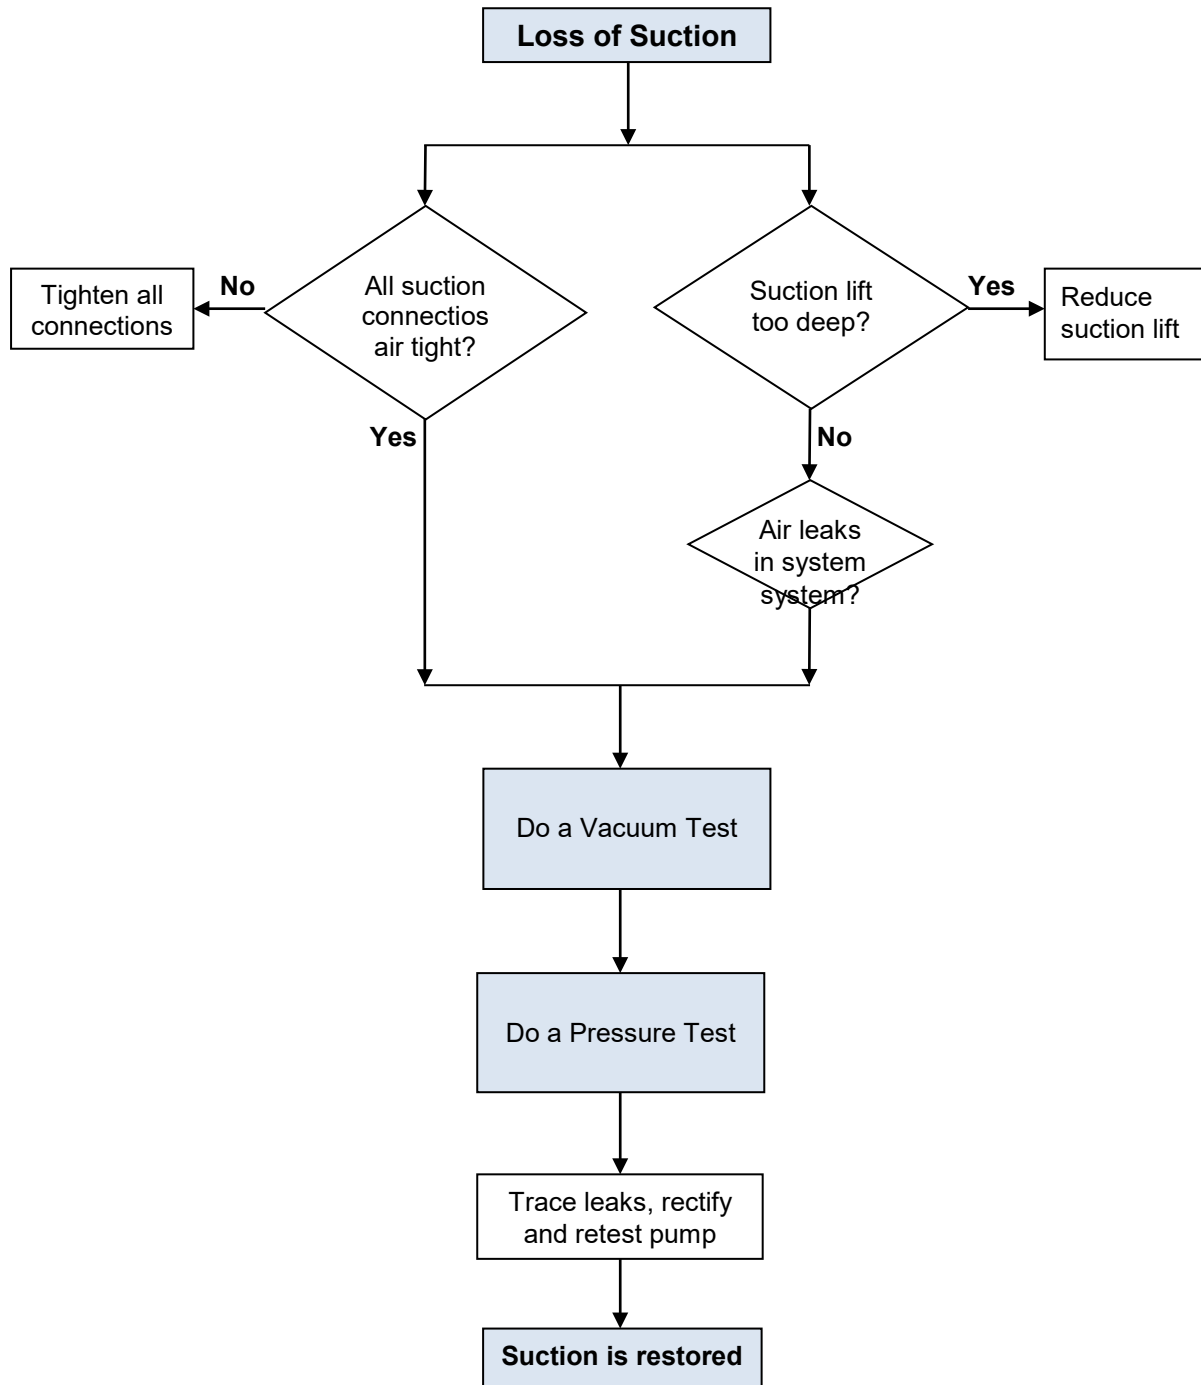 Loss of Suction
No
Tighten all
connections
All suction
connectios
air tight?
Yes
Suction lift
too deep?
Yes
Reduce
suction lift
No
Air leaks
in system
system?
Do a Vacuum Test
Do a Pressure Test
Trace leaks, rectify
and retest pump
Suction is restored